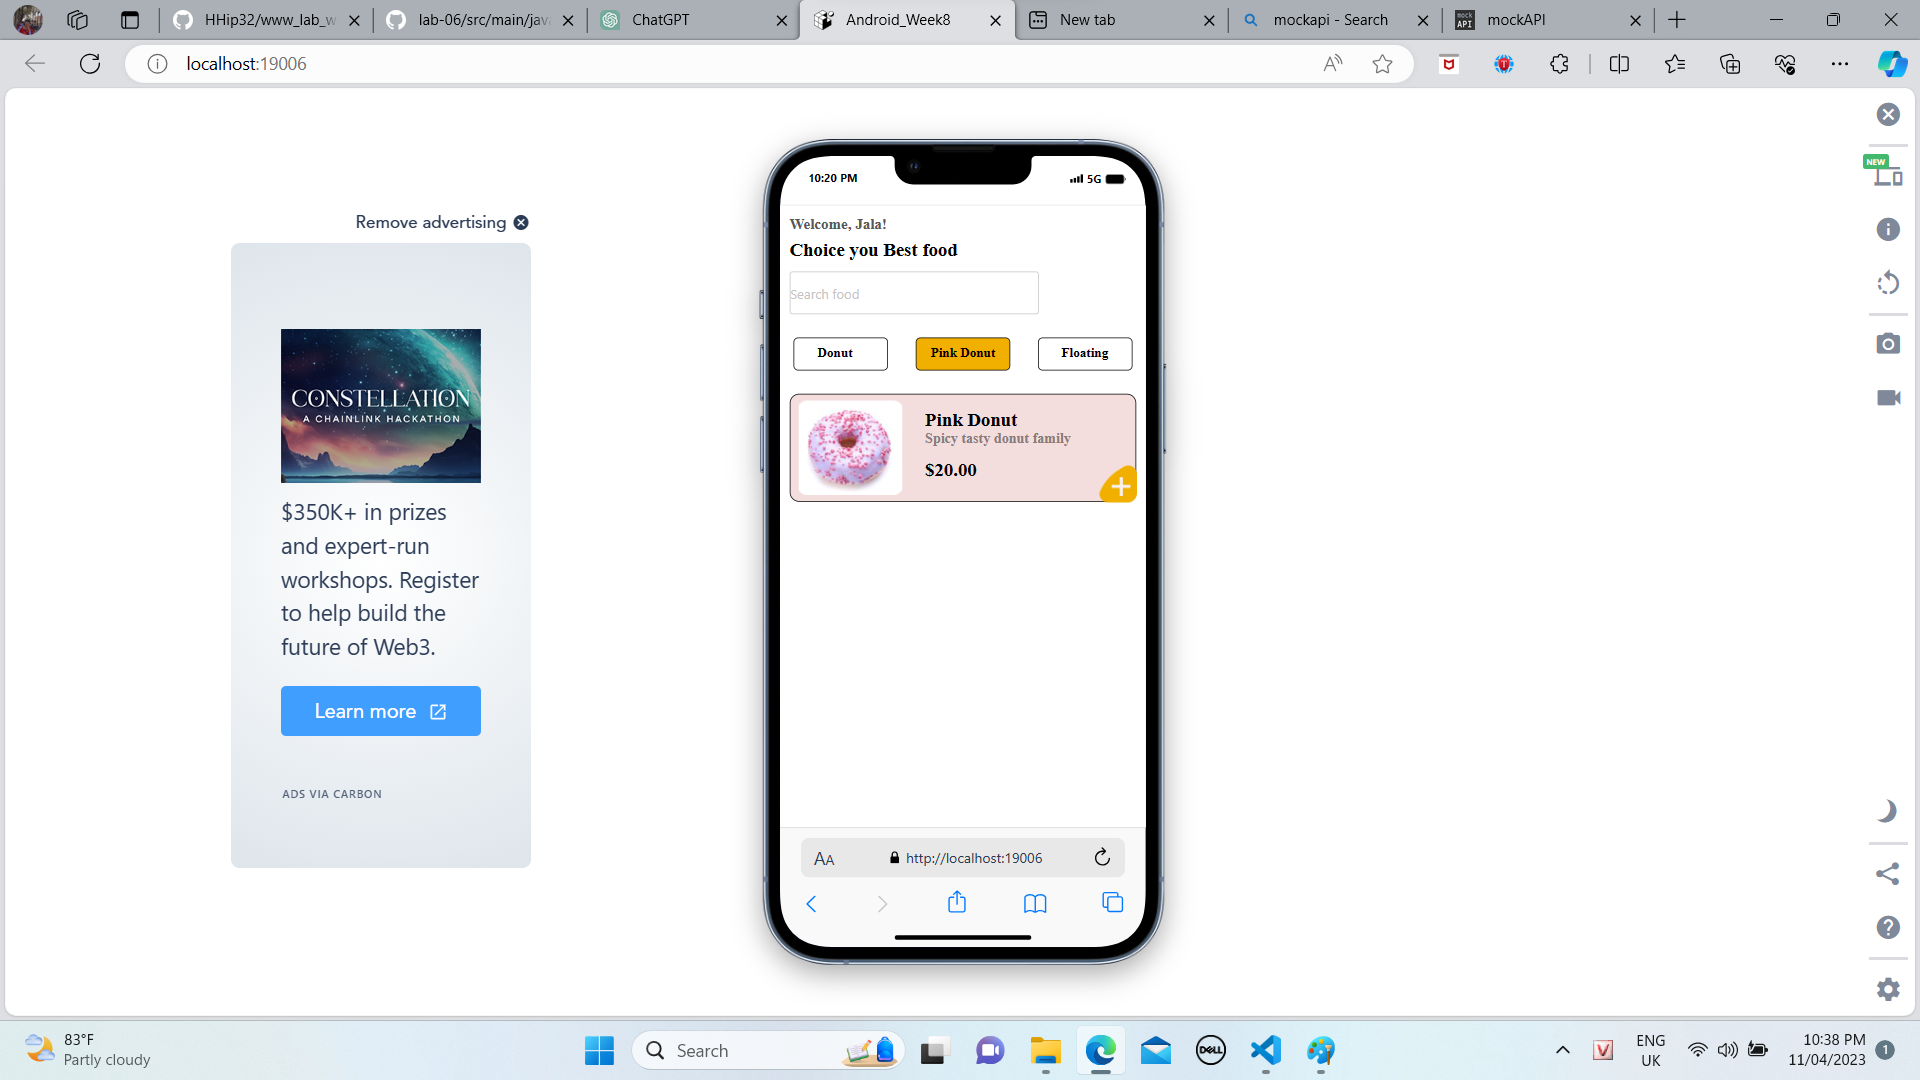 HHip32/www_lab_w
lab-06/src/main/java
ChatGPT
Android_Week8
New tab
mockapi - Search
mock API
mockAPI
localhost:19006
NEW
Remove advertising
CONSTELLATION
A CHAINLINK HACKATHON
$350K+ in prizes
and expert-run
workshops. Register
to help build the
future of Web3.
Learn more
ADS VIA CARBON
10:20 PM
5G
Welcome, Jala!
Choice you Best food
Search food
Donut
Pink Donut
Floating
Pink Donut
Spicy tasty donut family
$20.00
AA
http://localhost:19006
83°F
Partly cloudy
Search
DELL
V
ENG
UK
10:38 PM
11/04/2023
1